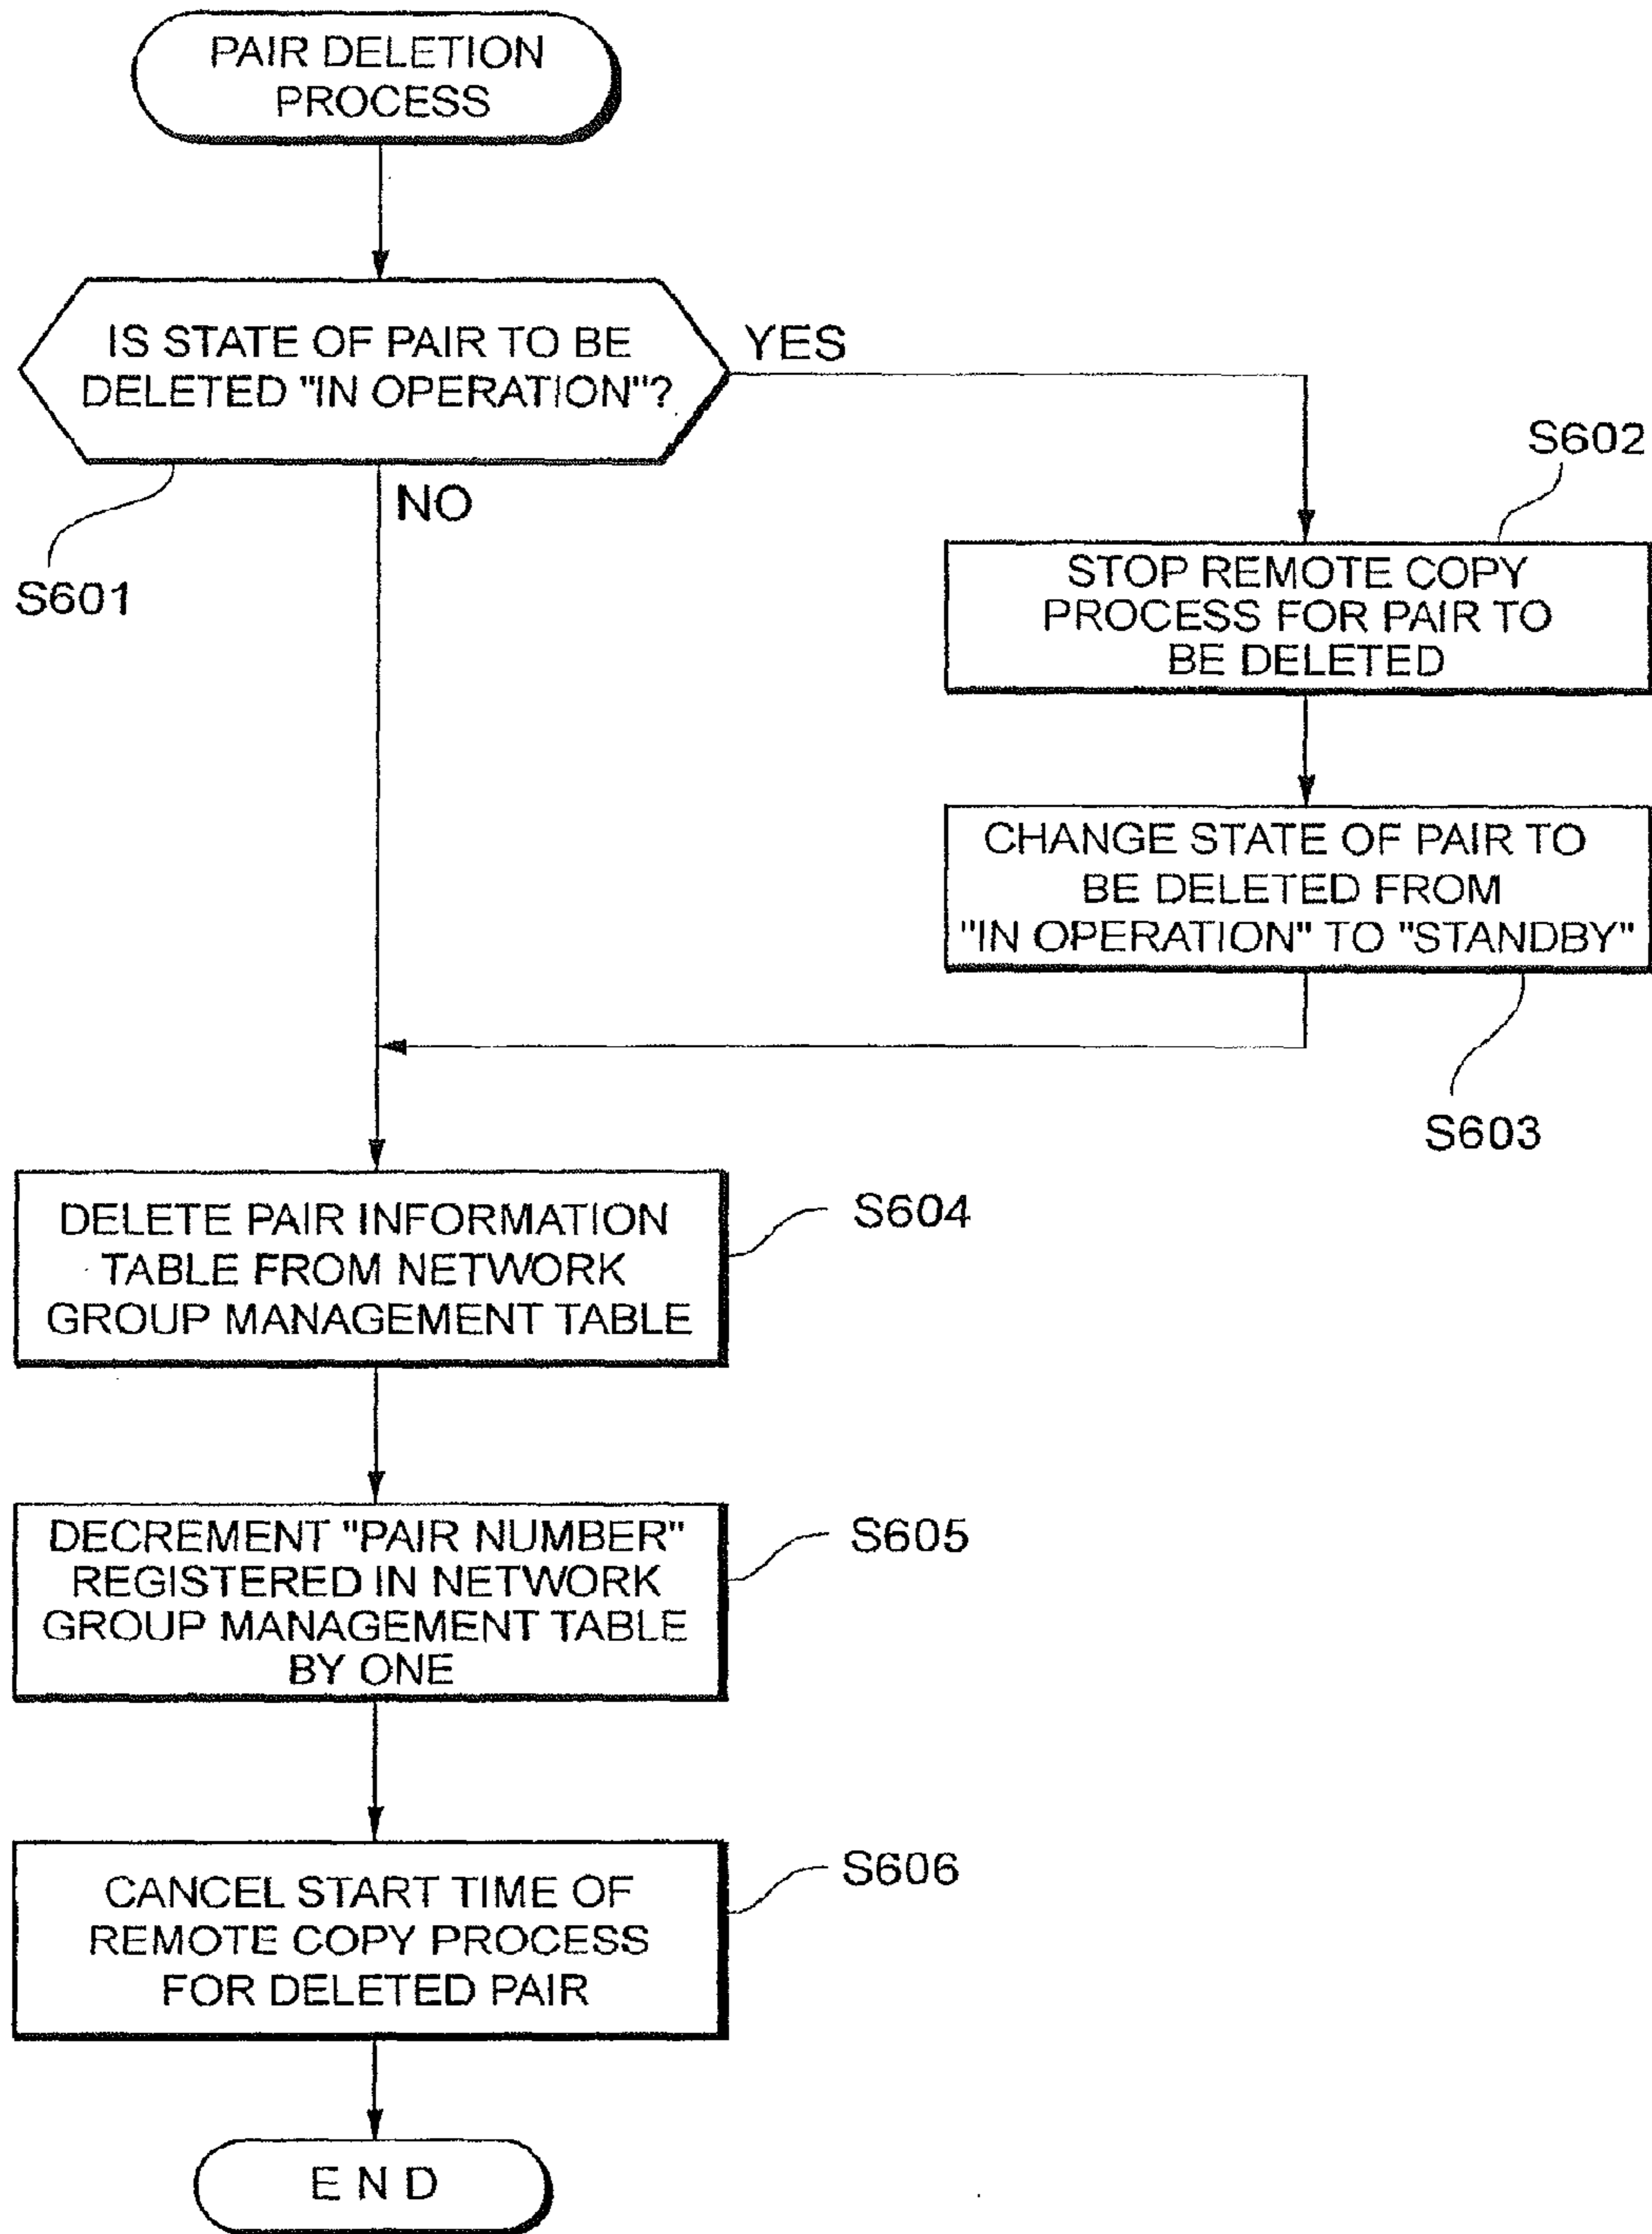 PAIR DELETION
PROCESS
IS STATE OF PAIR TO BE
DELETED "IN OPERATION"?
YES
NO
S601
S602
STOP REMOTE COPY
PROCESS FOR PAIR TO
BE DELETED
CHANGE STATE OF PAIR TO
BE DELETED FROM
"IN OPERATION" TO "STANDBY"
S603
DELETE PAIR INFORMATION
TABLE FROM NETWORK
GROUP MANAGEMENT TABLE
S604
DECREMENT "PAIR NUMBER"
REGISTERED IN NETWORK
GROUP MANAGEMENT TABLE
BY ONE
S605
CANCEL START TIME OF
REMOTE COPY PROCESS
FOR DELETED PAIR
S606
END